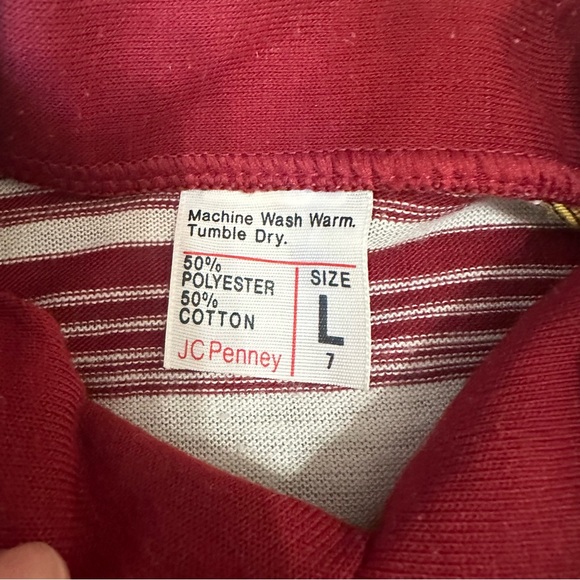 Machine Wash Warm.
Tumble Dry.
50%
POLYESTER
50%
COTTON
JCPenney
SIZE
L
7